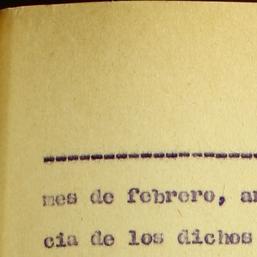 mes de febrero, a
cia de los dichos